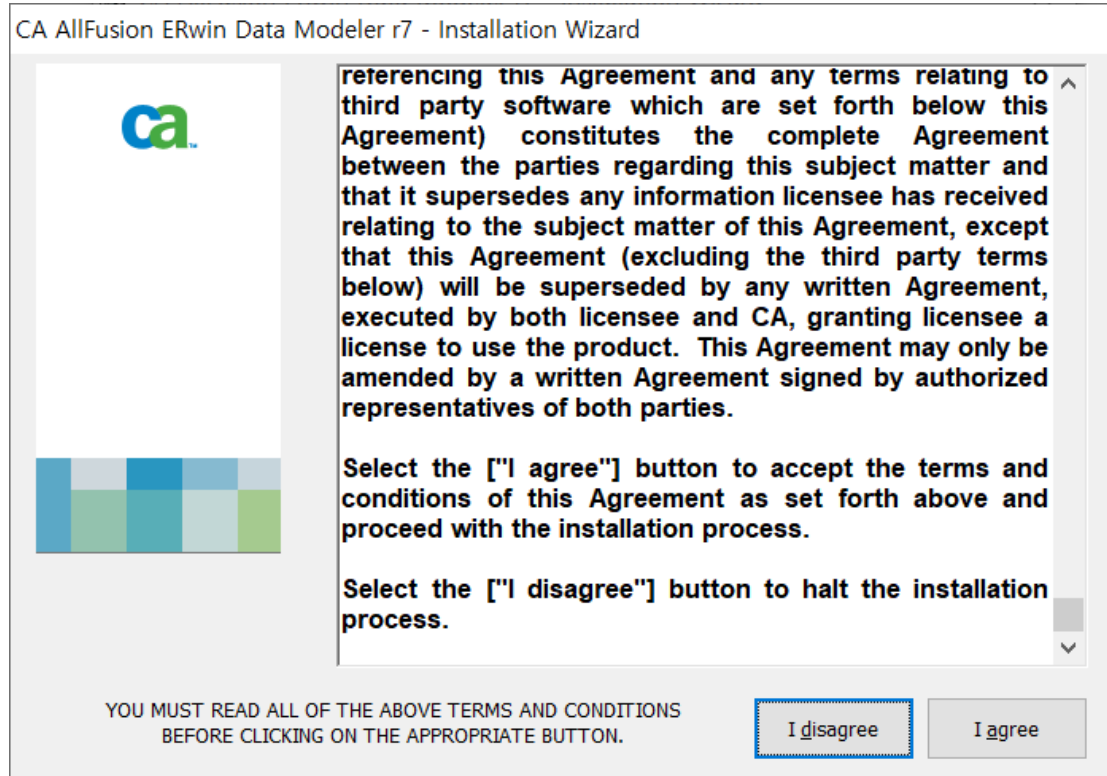 CA AllFusion ERwin Data Modeler r7 - Installation Wizard
ca
referencing this Agreement and any terms relating to
third party software which are set forth below this
Agreement) constitutes the complete Agreement
between the parties regarding this subject matter and
that it supersedes any information licensee has received
relating to the subject matter of this Agreement, except
that this Agreement (excluding the third party terms
below) will be superseded by any written Agreement,
executed by both licensee and CA, granting licensee a
license to use the product.  This Agreement may only be
amended by a written Agreement signed by authorized
representatives of both parties.
Select the ["I agree"] button to accept the terms and
conditions of this Agreement as set forth above and
proceed with the installation process.
Select the ["I disagree"] button to halt the installation
process.
YOU MUST READ ALL OF THE ABOVE TERMS AND CONDITIONS
BEFORE CLICKING ON THE APPROPRIATE BUTTON.
I disagree
I agree